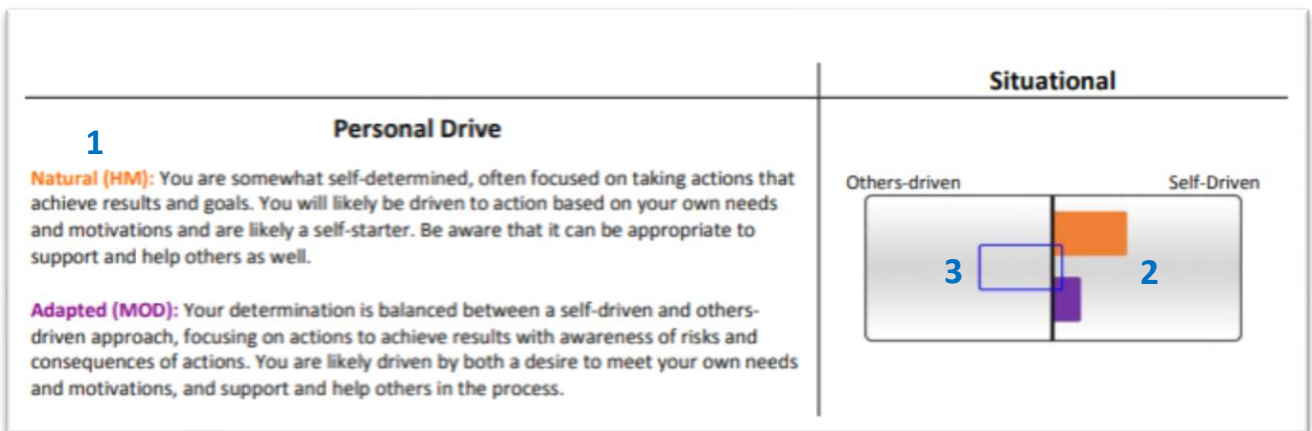 Situational
Personal Drive
1
Natural (HM): You are somewhat self-determined, often focused on taking actions that
achieve results and goals. You will likely be driven to action based on your own needs
and motivations and are likely a self-starter. Be aware that it can be appropriate to
support and help others as well.
Adapted (MOD): Your determination is balanced between a self-driven and others-
driven approach, focusing on actions to achieve results with awareness of risks and
consequences of actions. You are likely driven by both a desire to meet your own needs
and motivations, and support and help others in the process.
Others-driven
Self-Driven
3
2